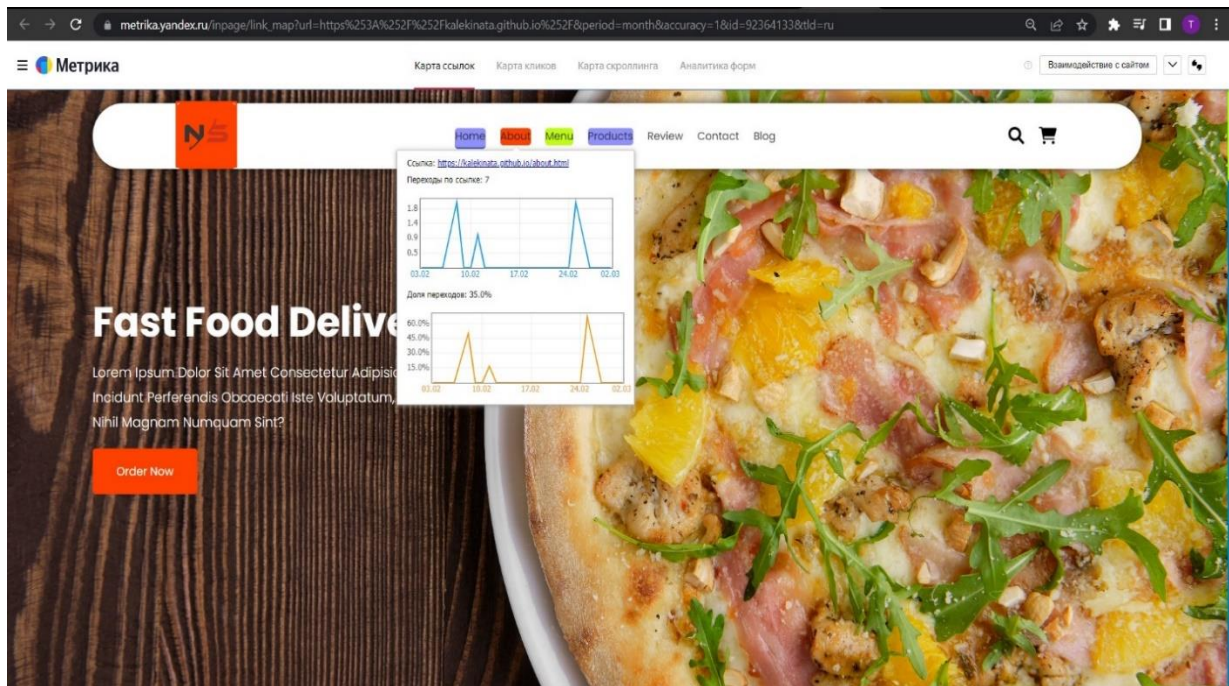 metrika.yandex.ru/inpage/link_map?url=https%253A%252F%252Fkalekinata.github.io%252F&period=month&accuracy=1&id=92364133&tld=ru
T
Метрика
Карта ссылок Карта кликов Карта скроллинга Аналитика форм
Взаимодействие с сайтом
Home About Menu Products Review Contact Blog
Ссылка: https://kalekinata.github.io/about.html
Переходы по ссылке: 7
1.8
1.4
0.9
0.5
03.02 10.02 17.02 24.02 02.03
Доля переходов: 35.0%
60.0%
45.0%
30.0%
15.0%
03.02 10.02 17.02 24.02 02.03
Fast Food Delive
Lorem Ipsum Dolor Sit Amet Consectetur Adipisic
Incidunt Perferendis Obcaecati Iste Voluptatum,
Nihil Magnam Numquam Sint?
Order Now